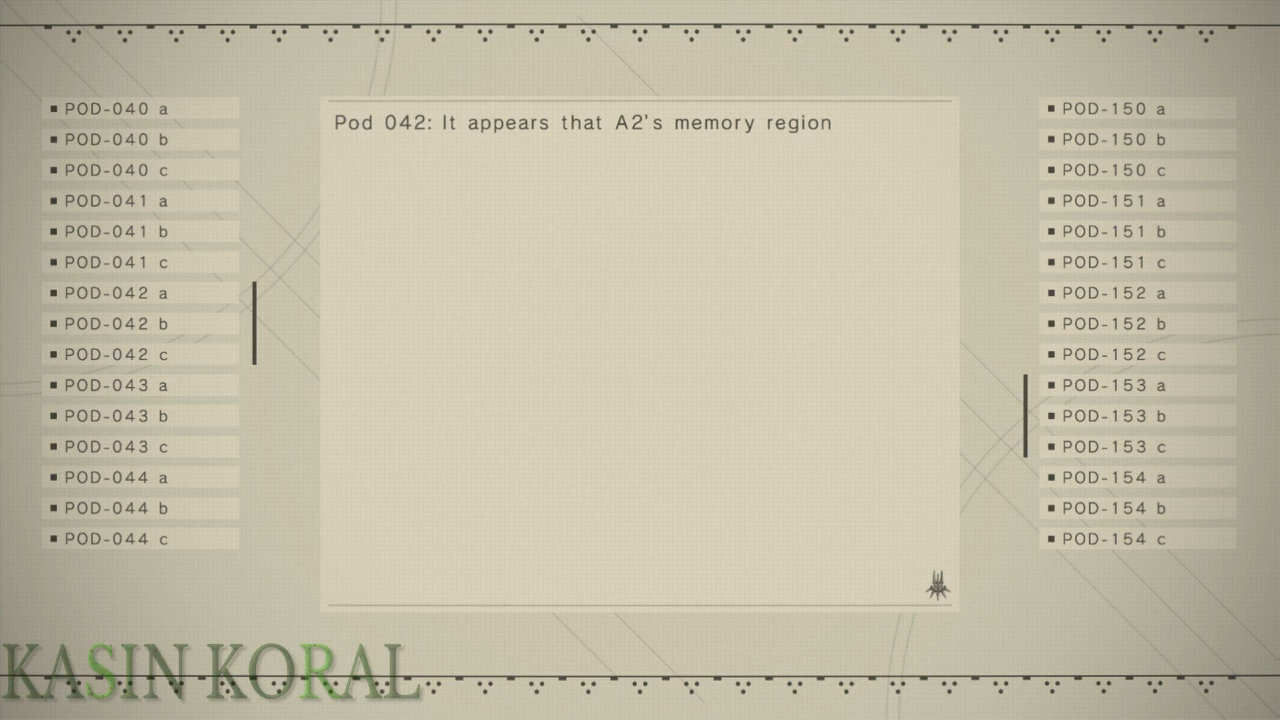 POD-040 a
POD-040 b
POD-040 c
POD-041 a
POD-041 b
POD-041 c
POD-042 a
POD-042 b
POD-042 c
POD-043 a
POD-043 b
POD-043 c
POD-044 a
POD-044 b
POD-044 c
Pod 042: It appears that A2's memory region
POD-150 a
POD-150 b
POD-150 c
POD-151 a
POD-151 b
POD-151 c
POD-152 a
POD-152 b
POD-152 c
POD-153 a
POD-153 b
POD-153 c
POD-154 a
POD-154 b
POD-154 c
KASIN KORAL